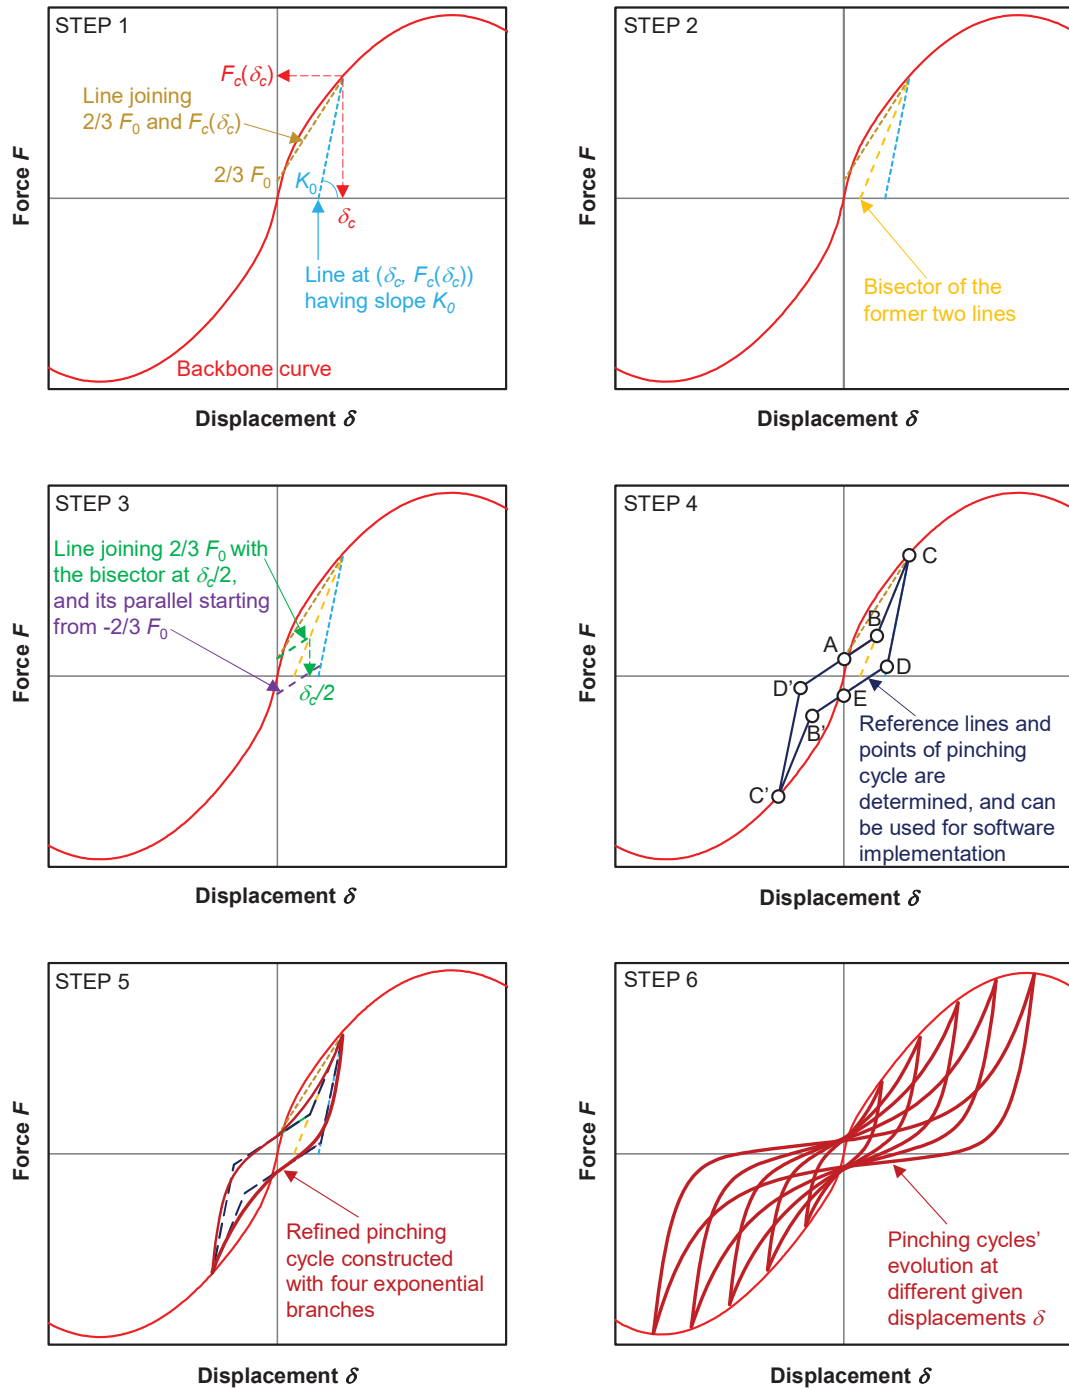 STEP 1
F_c(δ_c)
Line joining
2/3 F_0 and F_c(δ_c)
2/3 F_0
K_0
δ_c
Line at (δ_c, F_c(δ_c))
having slope K_0
Backbone curve
Force F
Displacement δ
STEP 2
Bisector of the
former two lines
Force F
Displacement δ
STEP 3
Line joining 2/3 F_0 with
the bisector at δ_c/2,
and its parallel starting
from -2/3 F_0
δ_c/2
Force F
Displacement δ
STEP 4
C
B
A
D
D'
E
B'
C'
Reference lines and
points of pinching
cycle are
determined, and can
be used for software
implementation
Force F
Displacement δ
STEP 5
Refined pinching
cycle constructed
with four exponential
branches
Force F
Displacement δ
STEP 6
Pinching cycles'
evolution at
different given
displacements δ
Force F
Displacement δ